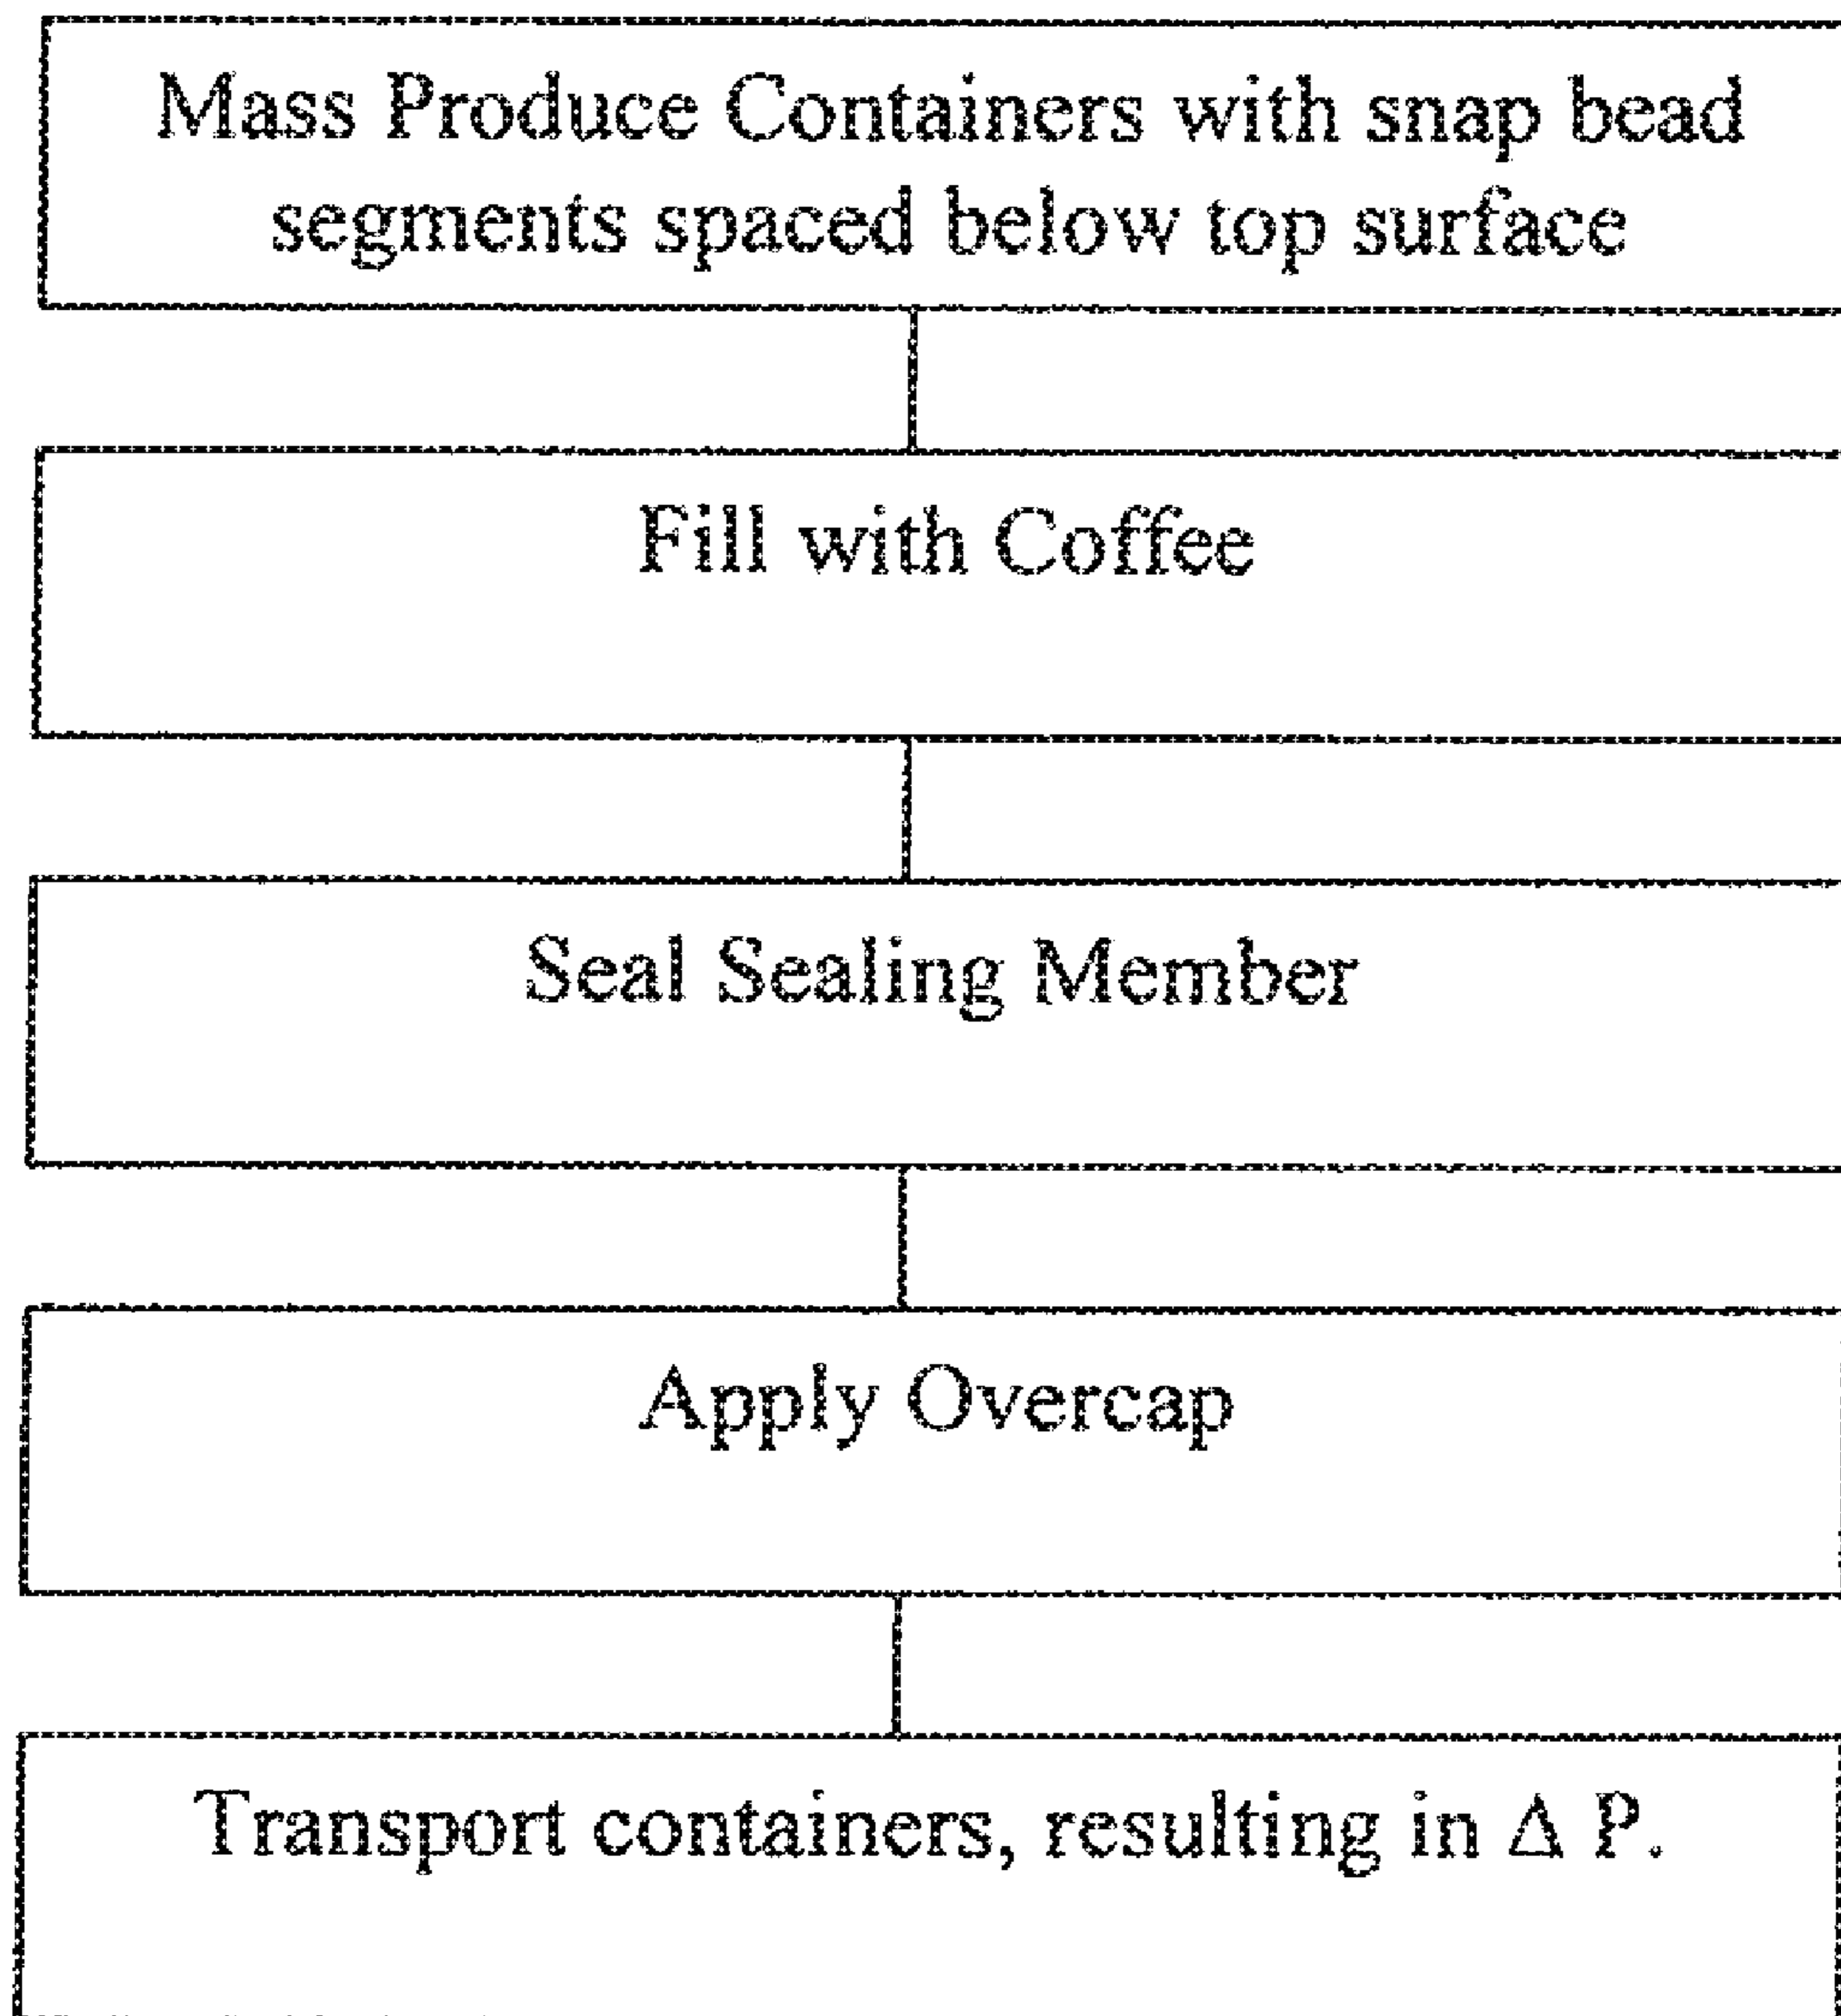 Mass Produce Containers with snap bead
segments spaced below top surface
Fill with Coffee
Seal Sealing Member
Apply Overcap
Transport containers, resulting in Δ P.